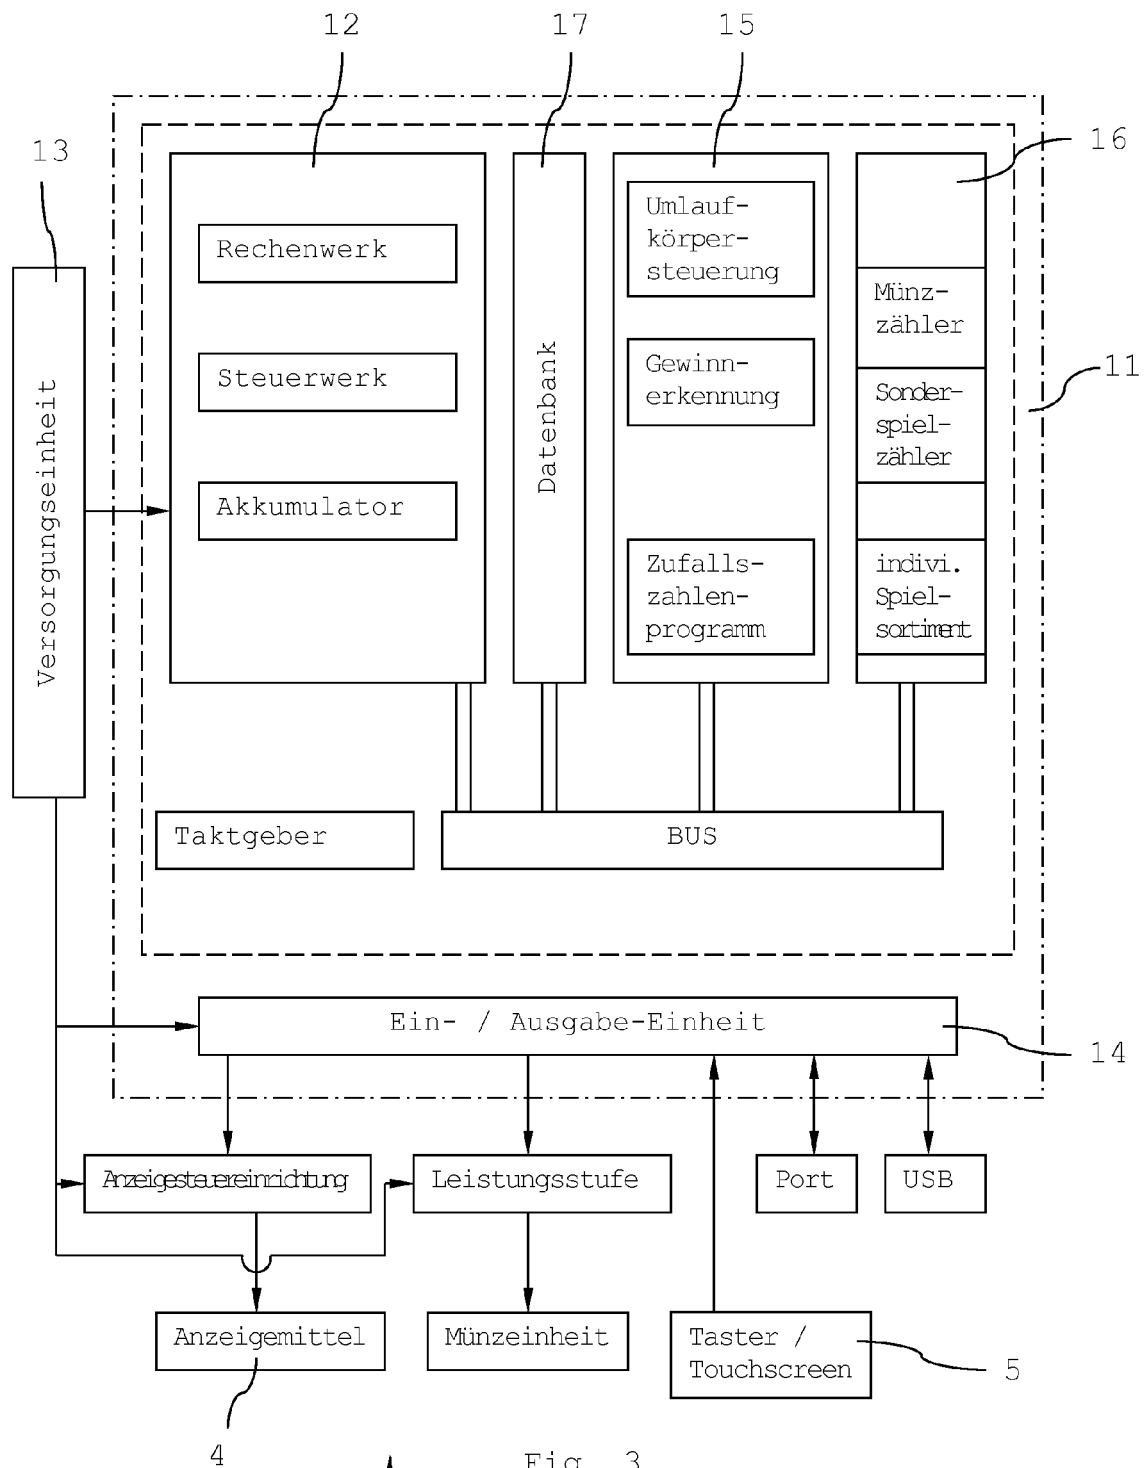 12
17
15
13
16
11
Versorgungseinheit
Rechenwerk
Steuerwerk
Akkumulator
Datenbank
Umlauf-
körper-
steuerung
Gewinn-
erkennung
Zufalls-
zahlen-
programm
Münz-
zähler
Sonder-
spiel-
zähler
indivi.
Spiel-
sortiment
Taktgeber
BUS
Ein- / Ausgabe-Einheit
14
Leistungsstufe
Port
USB
Anzeigemittel
Münzeinheit
Taster /
Touchscreen
5
4
Fig. 3